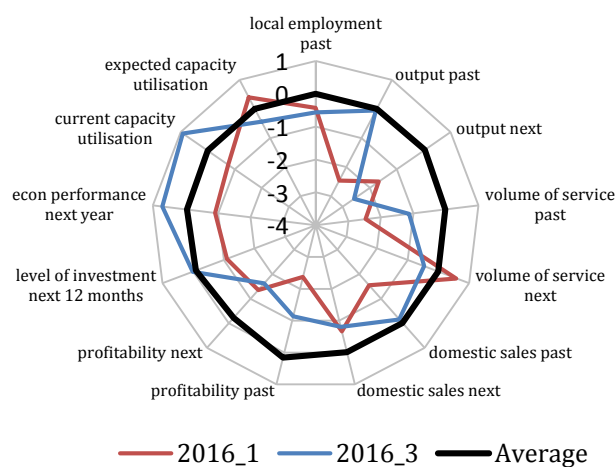 local employment
past
expected capacity
utilisation
output past
current capacity
utilisation
output next
econ performance
next year
volume of service
past
level of investment
next 12 months
volume of service
next
profitability next
domestic sales past
profitability past
domestic sales next
1
0
-1
-2
-3
-4
2016_1
2016_3
Average